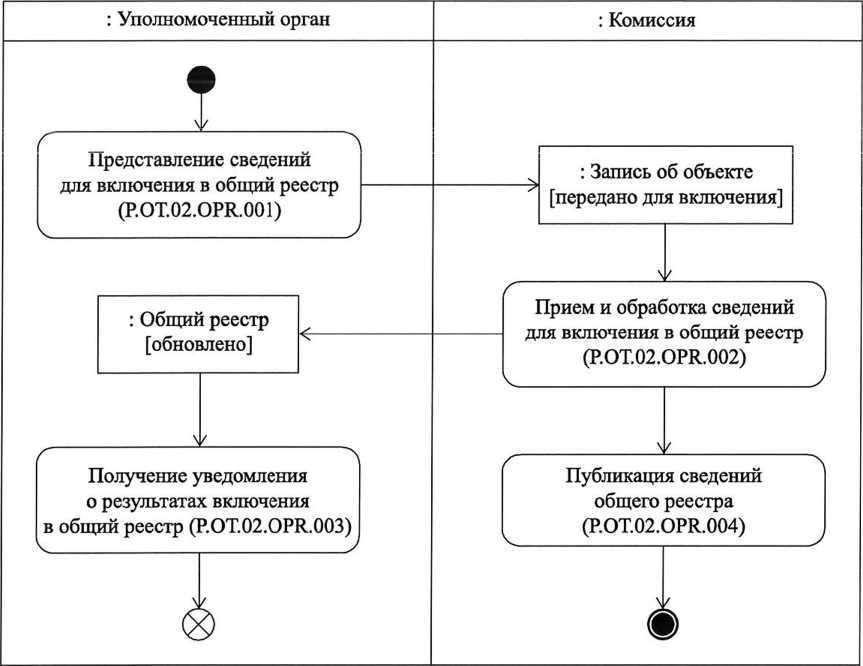 : Уполномоченный орган
: Комиссия
Представление сведений
для включения в общий реестр
(P.OT.02.OPR.001)
: Запись об объекте
[передано для включения]
: Общий реестр
[обновлено]
Прием и обработка сведений
для включения в общий реестр
(P.OT.02.OPR.002)
Получение уведомления
о результатах включения
в общий реестр (P.OT.02.OPR.003)
Публикация сведений
общего реестра
(P.OT.02.OPR.004)